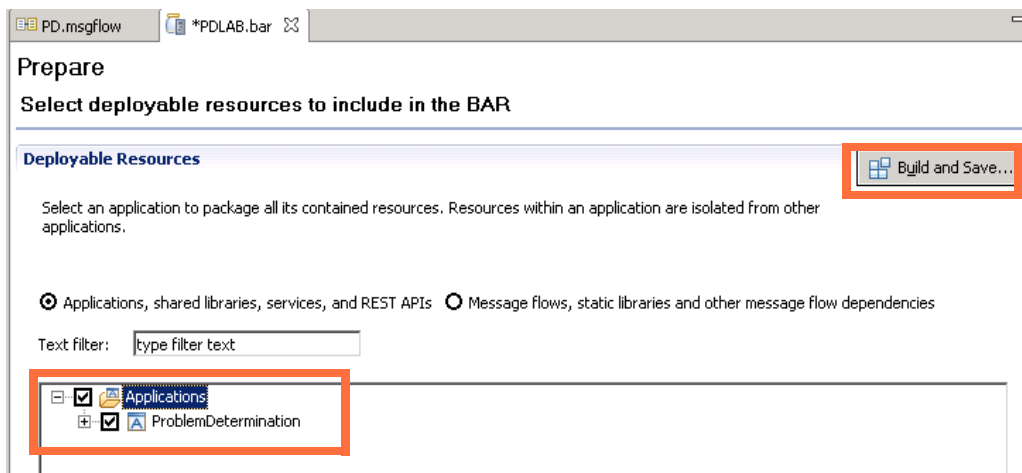 PD.msgflow
*PDLAB.bar
Prepare
Select deployable resources to include in the BAR
Deployable Resources
Build and Save...
Select an application to package all its contained resources. Resources within an application are isolated from other
applications.
Applications, shared libraries, services, and REST APIs
Message flows, static libraries and other message flow dependencies
Text filter:
type filter text
Applications
ProblemDetermination